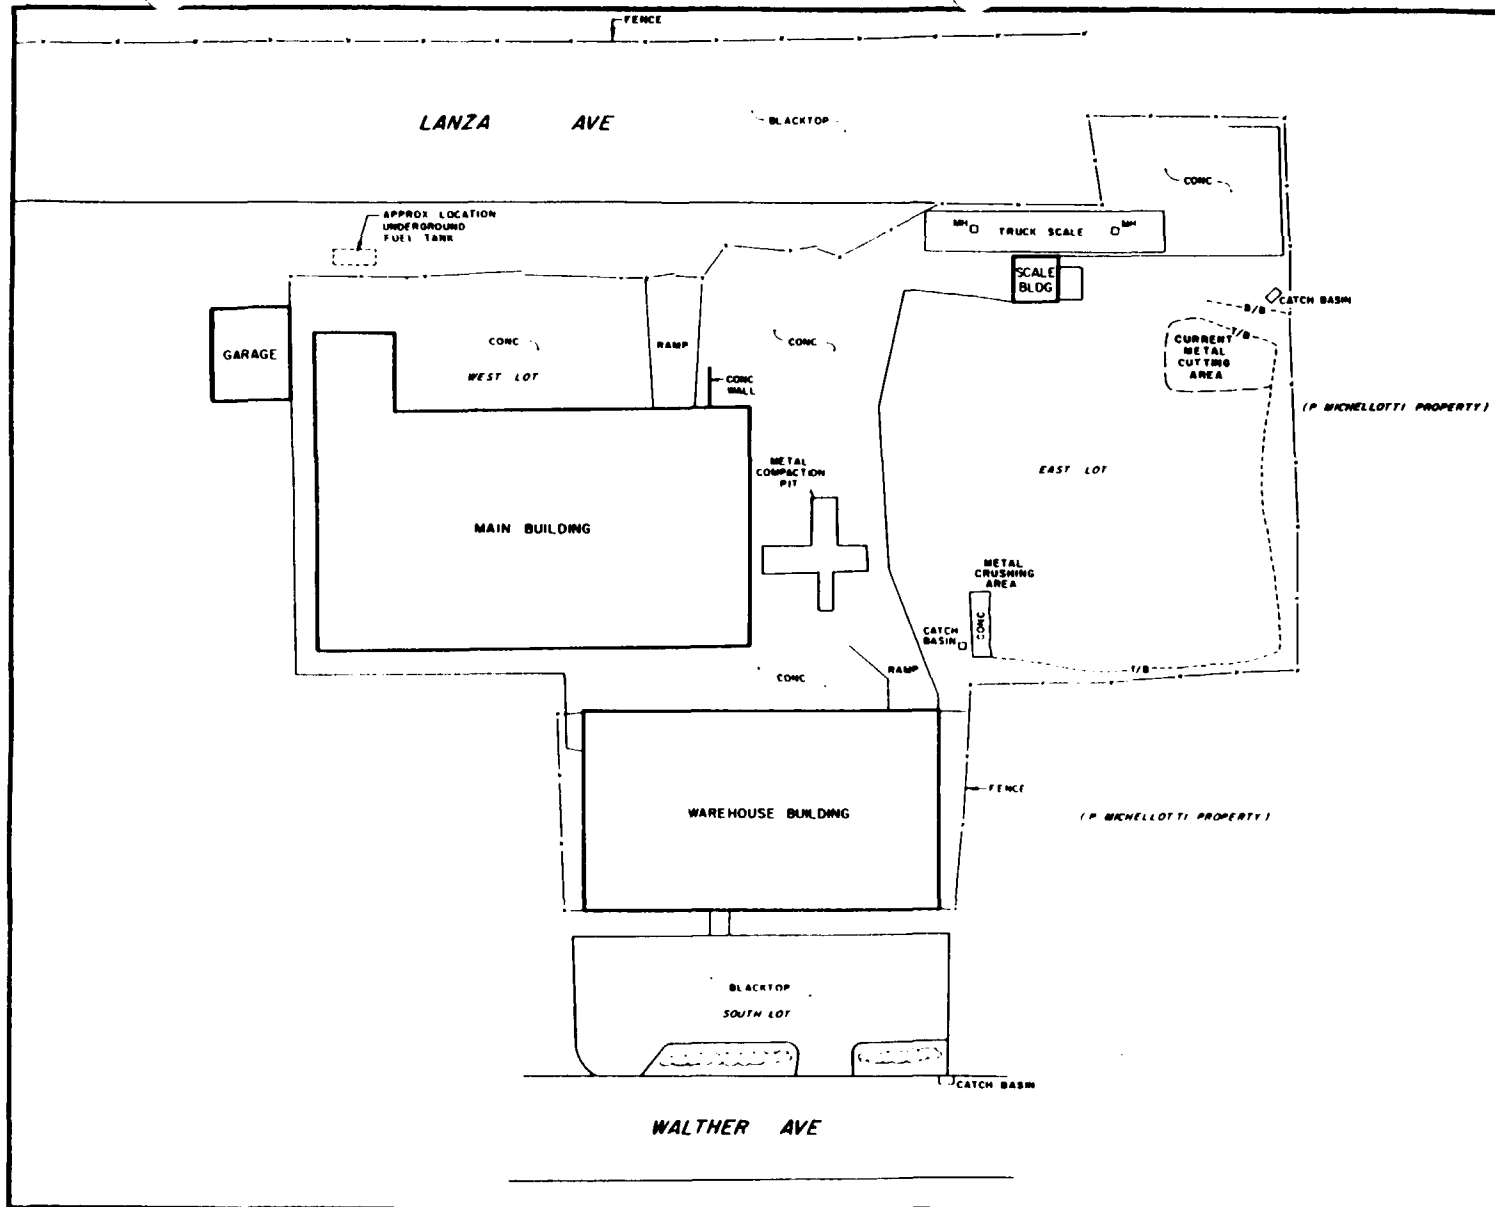 FENCE
LANZA AVE
BLACKTOP
CONC
APPROX LOCATION
UNDERGROUND
FUEL TANK
MH
TRUCK SCALE
MH
SCALE
BLDG
CATCH BASIN
B/B
T/B
CURRENT
METAL
CUTTING
AREA
GARAGE
CONC
WEST LOT
RAMP
CONC
CONC
WALL
(P MICHELLOTTI PROPERTY)
METAL
COMPACTION
PIT
EAST LOT
MAIN BUILDING
METAL
CRUSHING
AREA
CONC
CATCH
BASIN
CONC
RAMP
T/B
FENCE
WAREHOUSE BUILDING
(P MICHELLOTTI PROPERTY)
BLACKTOP
SOUTH LOT
CATCH BASIN
WALTHER AVE